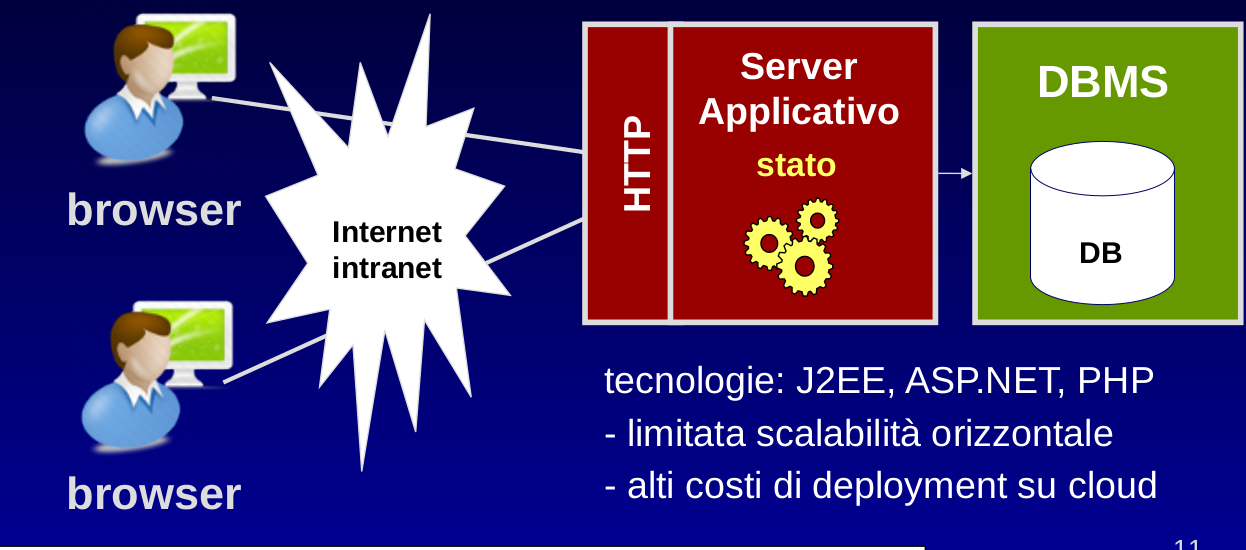 browser
browser
Internet
intranet
HTTP
Server
Applicativo
stato
DBMS
DB
tecnologie: J2EE, ASP.NET, PHP
- limitata scalabilità orizzontale
- alti costi di deployment su cloud
11